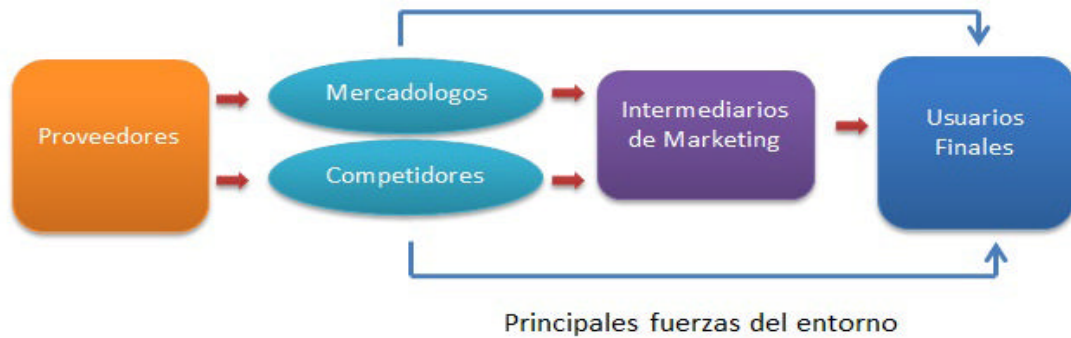 Proveedores
Mercadologos
Competidores
Intermediarios
de Marketing
Usuarios
Finales
Principales fuerzas del entorno